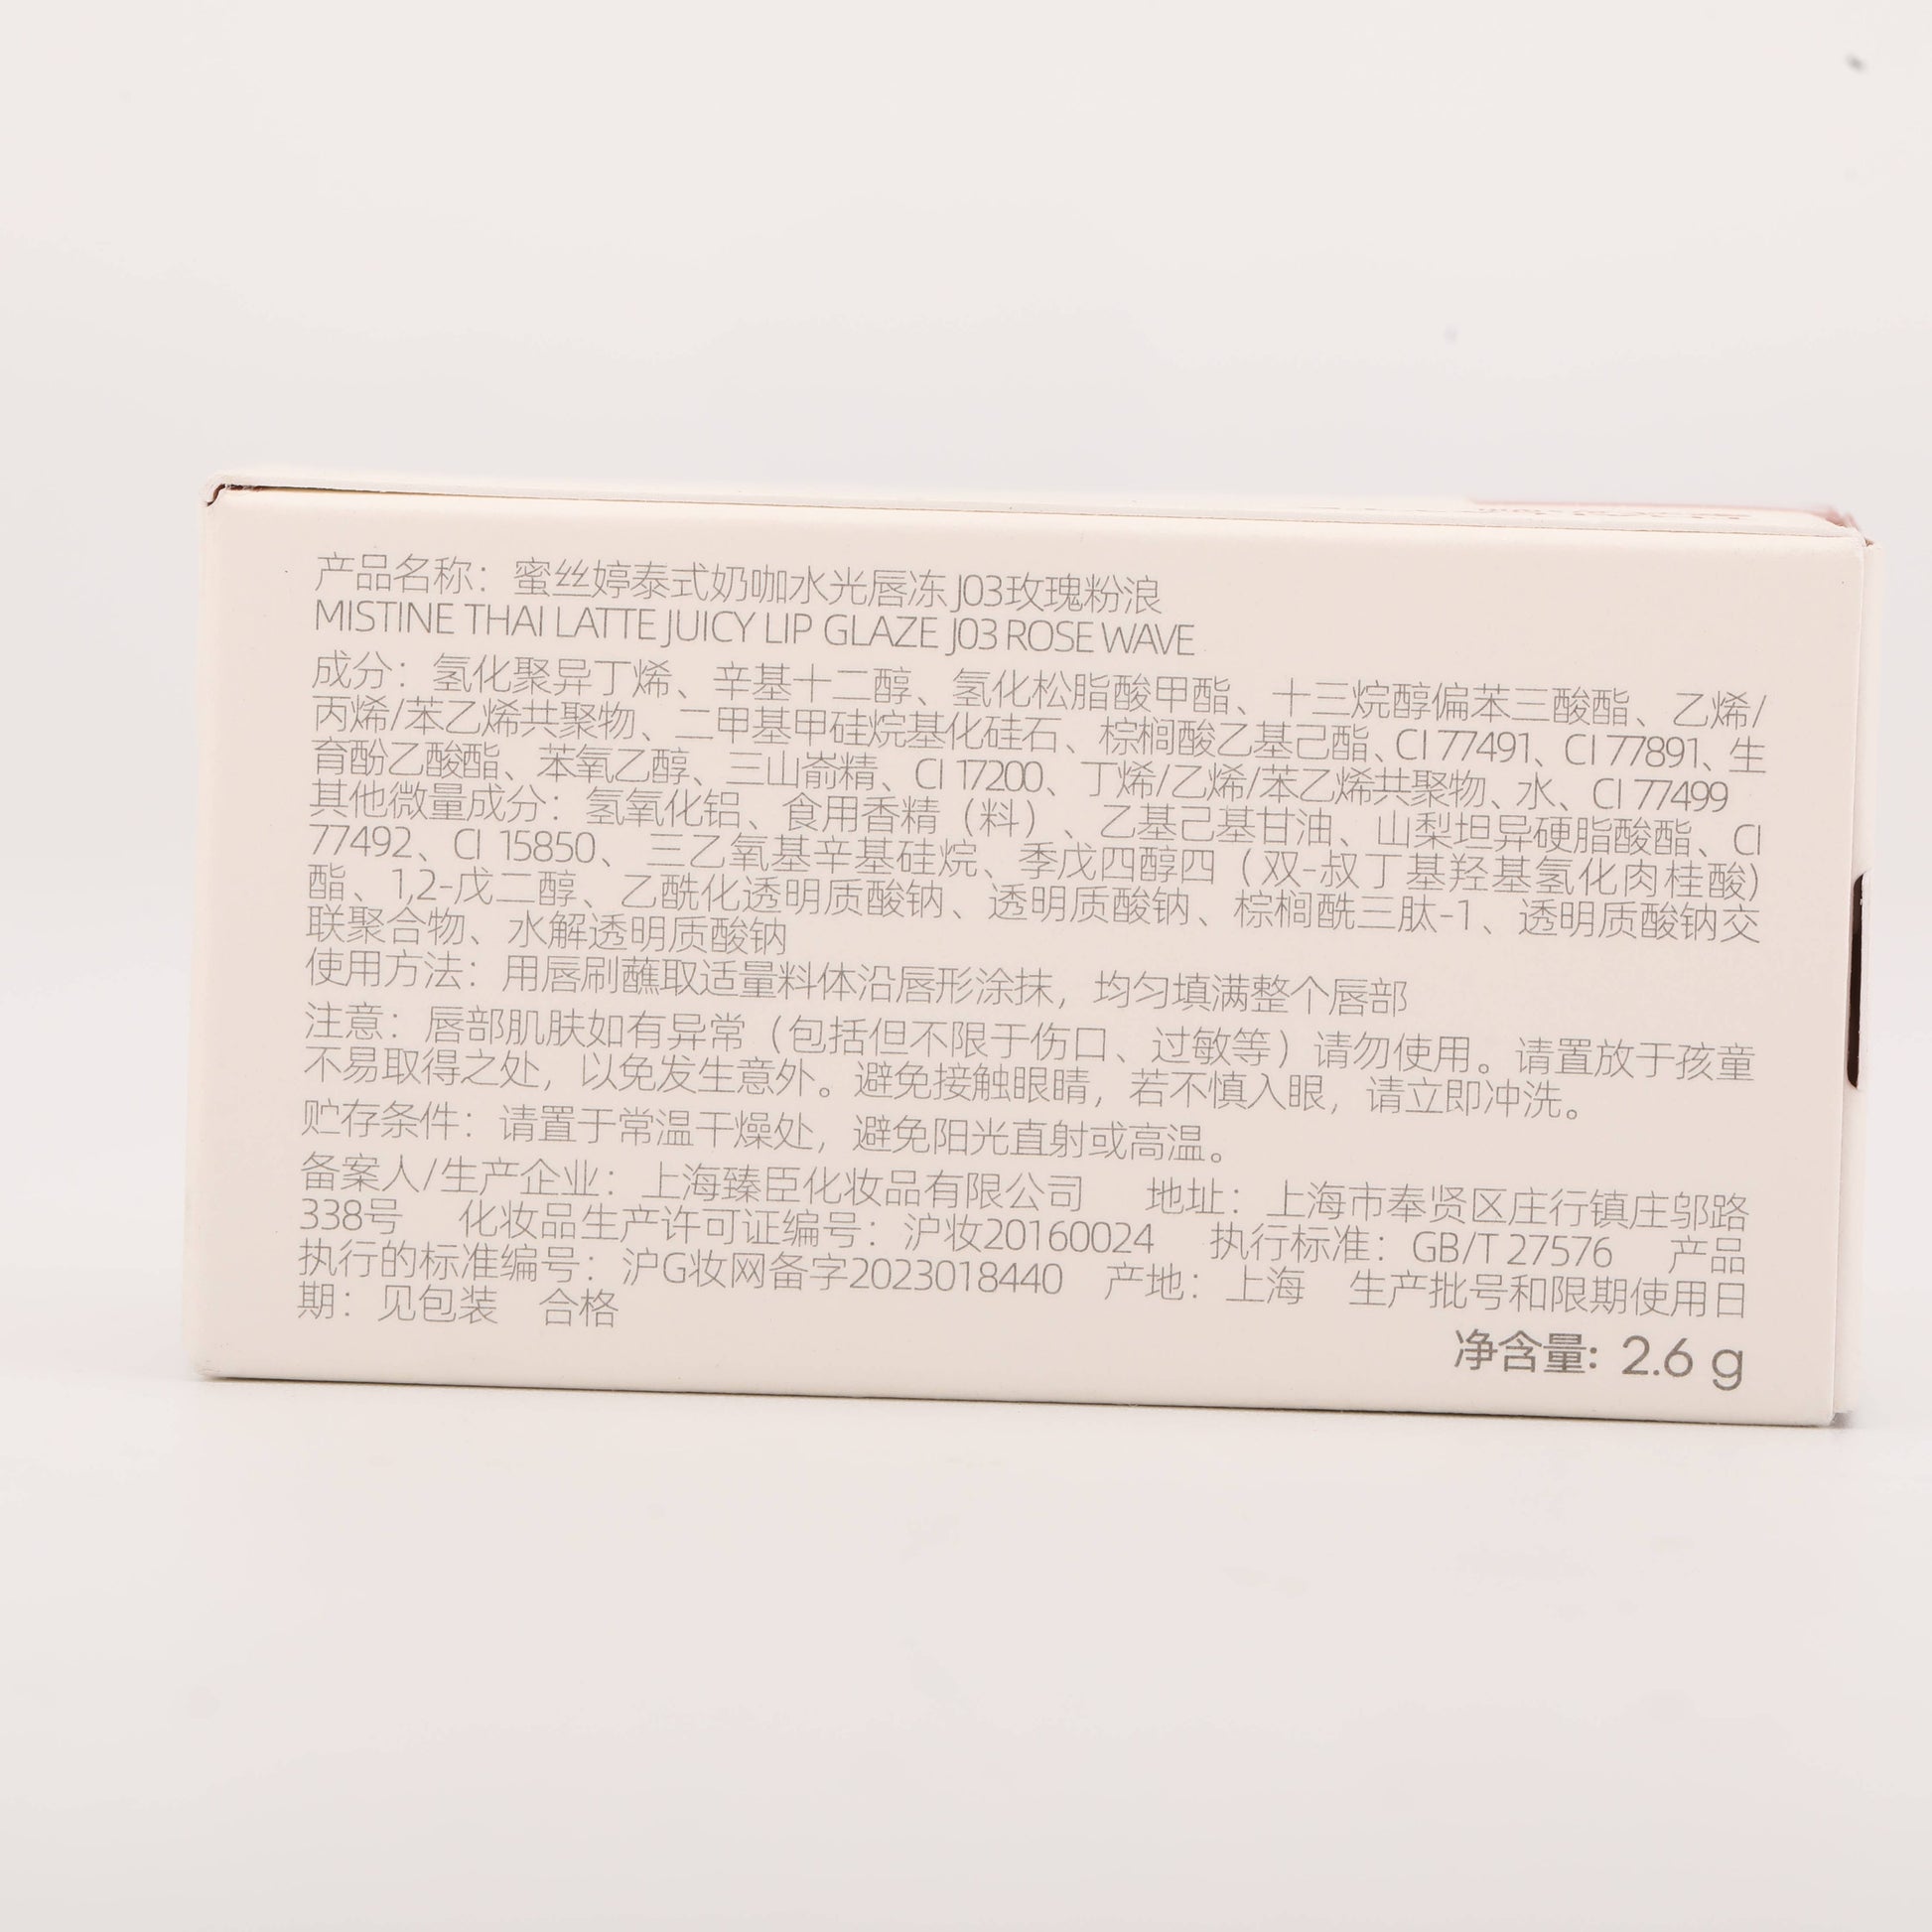 产品名称：蜜丝婷泰式奶咖水光唇冻J03玫瑰粉浪
MISTINE THAI LATTE JUICY LIP GLAZE J03 ROSE WAVE
成分：氢化聚异丁烯、辛基十二醇、氢化松脂酸甲酯、十三烷醇偏苯三酸酯、乙烯/
丙烯/苯乙烯共聚物、二甲基甲硅烷基化硅石、棕榈酸乙基己酯、CI 77491、CI 77891、生
育酚乙酸酯、苯氧乙醇、三山嵛精、CI 17200、丁烯/乙烯/苯乙烯共聚物、水、CI 77499
其他微量成分：氢氧化铝、食用香精（料）、乙基己基甘油、山梨坦异硬脂酸酯、CI
77492、CI 15850、三乙氧基辛基硅烷、季戊四醇四（双-叔丁基羟基氢化肉桂酸）
酯、1,2-戊二醇、乙酰化透明质酸钠、透明质酸钠、棕榈酰三肽-1、透明质酸钠交
联聚合物、水解透明质酸钠
使用方法：用唇刷蘸取适量料体沿唇形涂抹，均匀填满整个唇部
注意：唇部肌肤如有异常（包括但不限于伤口、过敏等）请勿使用。请置放于孩童
不易取得之处，以免发生意外。避免接触眼睛，若不慎入眼，请立即冲洗。
贮存条件：请置于常温干燥处，避免阳光直射或高温。
备案人/生产企业：上海臻臣化妆品有限公司 地址：上海市奉贤区庄行镇庄邬路
338号 化妆品生产许可证编号：沪妆20160024 执行标准：GB/T 27576 产品
执行的标准编号：沪G妆网备字2023018440 产地：上海 生产批号和限期使用日
期：见包装 合格
净含量: 2.6 g